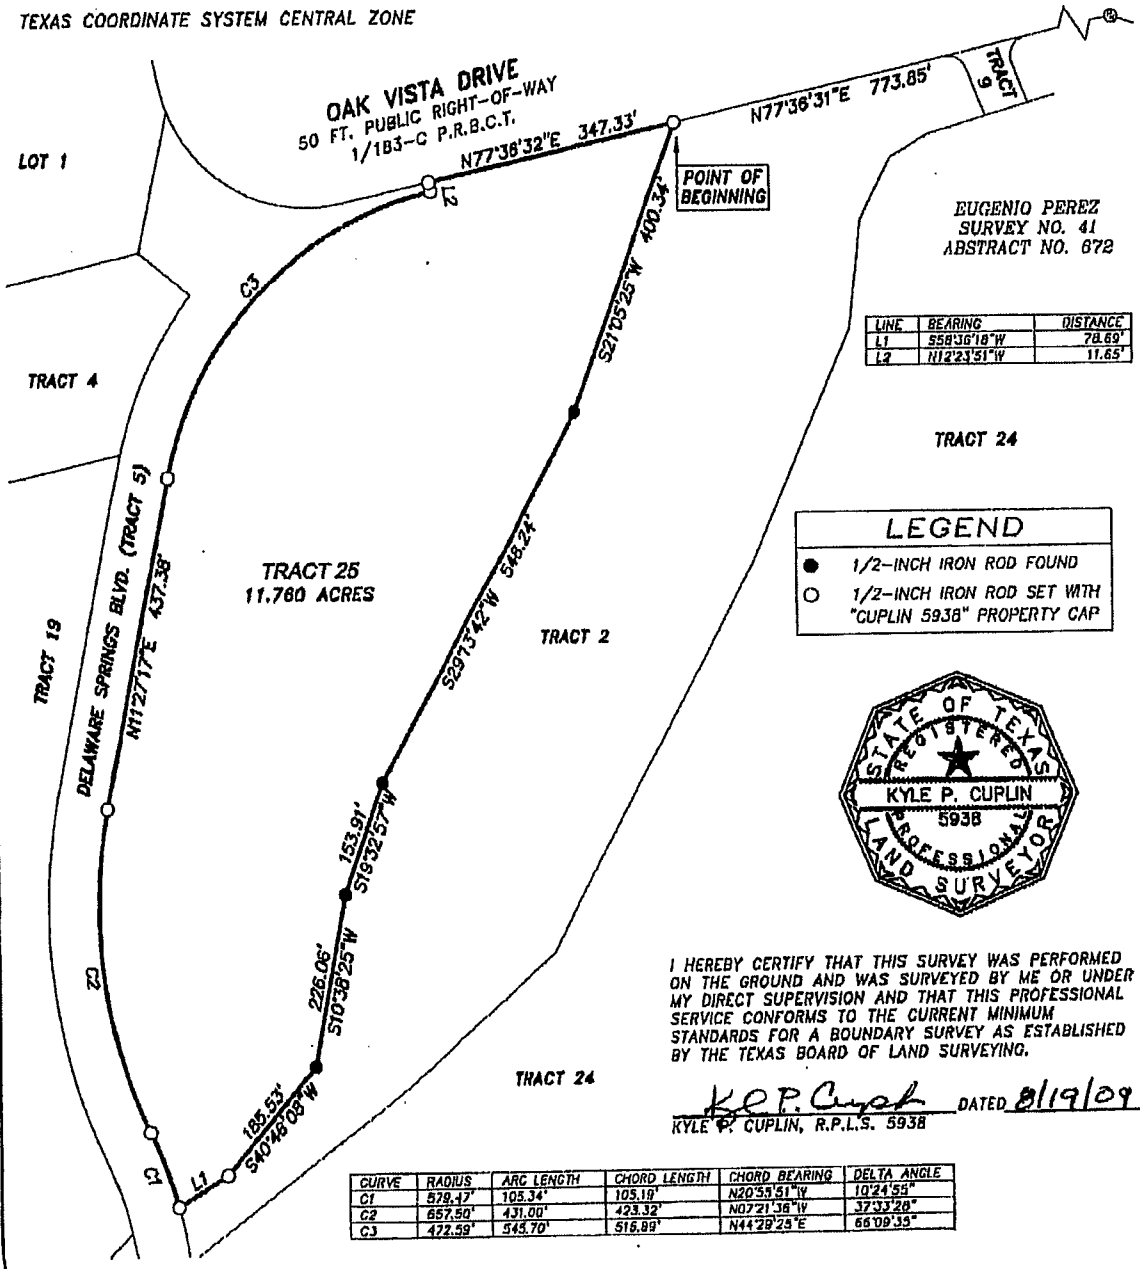 TEXAS COORDINATE SYSTEM CENTRAL ZONE
OAK VISTA DRIVE
50 FT. PUBLIC RIGHT-OF-WAY
1/183-C P.R.B.C.T.
N77°36'32"E 347.33'
N77°36'31"E 773.85'
TRACT
9
LOT 1
L2
POINT OF
BEGINNING
EUGENIO PEREZ
SURVEY NO. 41
ABSTRACT NO. 672
C3
S21°05'25"W 400.34'
LINE BEARING DISTANCE
L1 S58°36'18"W 78.69'
L2 N12°23'51"W 11.65'
TRACT 4
TRACT 24
LEGEND
1/2-INCH IRON ROD FOUND
1/2-INCH IRON ROD SET WITH
"CUPLIN 5938" PROPERTY CAP
DELAWARE SPRINGS BLVD. (TRACT 5)
N11°27'17"E 437.38'
TRACT 19
TRACT 25
11.760 ACRES
S29°13'42"W 548.24'
TRACT 2
STATE OF TEXAS
REGISTERED
KYLE P. CUPLIN
5938
PROFESSIONAL
LAND SURVEYOR
153.91'
S19°32'57"W
C2
226.06'
S10°38'25"W
I HEREBY CERTIFY THAT THIS SURVEY WAS PERFORMED
ON THE GROUND AND WAS SURVEYED BY ME OR UNDER
MY DIRECT SUPERVISION AND THAT THIS PROFESSIONAL
SERVICE CONFORMS TO THE CURRENT MINIMUM
STANDARDS FOR A BOUNDARY SURVEY AS ESTABLISHED
BY THE TEXAS BOARD OF LAND SURVEYING.
TRACT 24
DATED 8/19/09
KYLE P. CUPLIN, R.P.L.S. 5938
185.53'
S40°48'08"W
C1
L1
CURVE RADIUS ARC LENGTH CHORD LENGTH CHORD BEARING DELTA ANGLE
C1 579.47' 105.34' 105.19' N20°55'51"W 10°24'55"
C2 657.50' 431.00' 423.32' N07°21'36"W 37°33'28"
C3 472.59' 545.70' 515.89' N44°29'25"E 66°09'35"